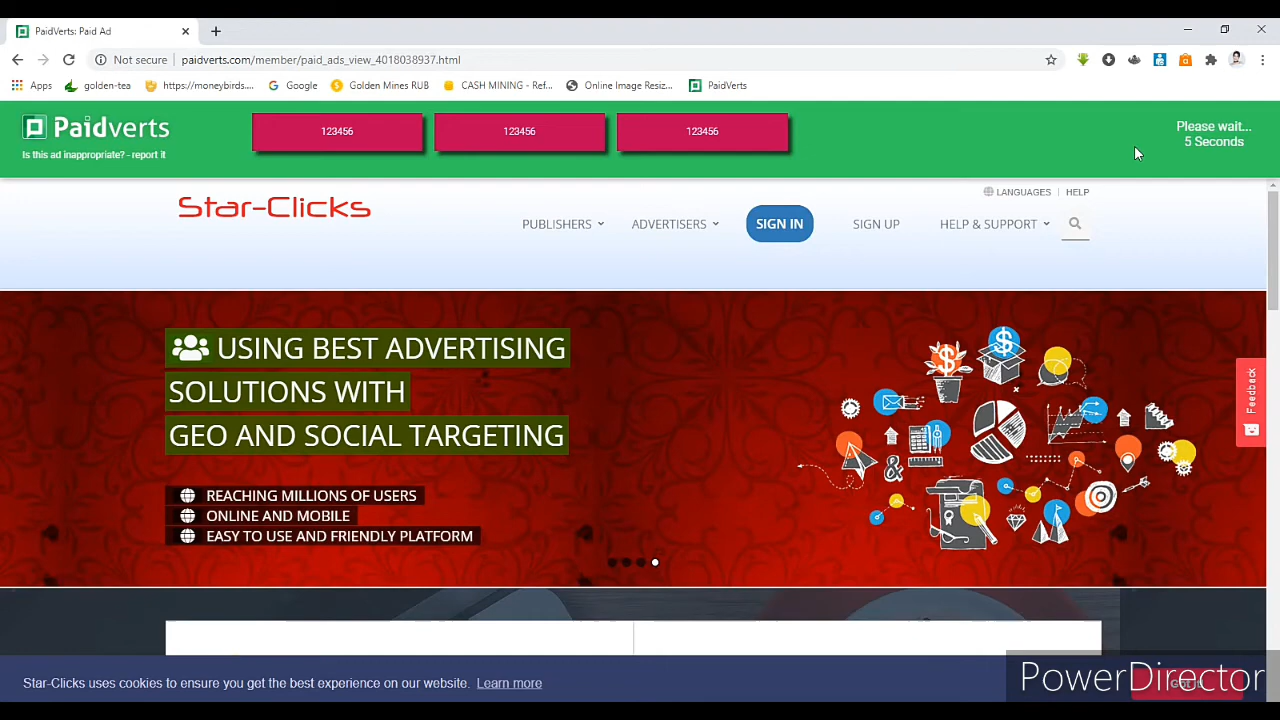 PaidVerts: Paid Ad
Not secure
paidverts.com/member/paid_ads_view_4018038937.html
Apps
golden-tea
https://moneybirds....
Google
Golden Mines RUB
CASH MINING - Ref...
Online Image Resiz...
PaidVerts
Paidverts
Is this ad inappropriate? - report it
123456
123456
123456
Please wait...
5 Seconds
LANGUAGES
HELP
Star-Clicks
PUBLISHERS
ADVERTISERS
SIGN IN
SIGN UP
HELP & SUPPORT
USING BEST ADVERTISING
SOLUTIONS WITH
GEO AND SOCIAL TARGETING
REACHING MILLIONS OF USERS
ONLINE AND MOBILE
EASY TO USE AND FRIENDLY PLATFORM
Feedback
Star-Clicks uses cookies to ensure you get the best experience on our website. Learn more
PowerDirector